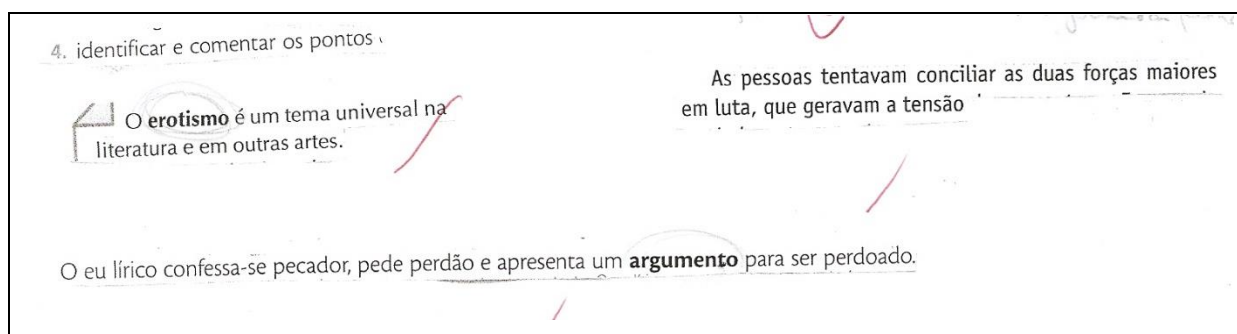 4. identificar e comentar os pontos
As pessoas tentavam conciliar as duas forças maiores
em luta, que geravam a tensão
O erotismo é um tema universal na
literatura e em outras artes.
O eu lírico confessa-se pecador, pede perdão e apresenta um argumento para ser perdoado.